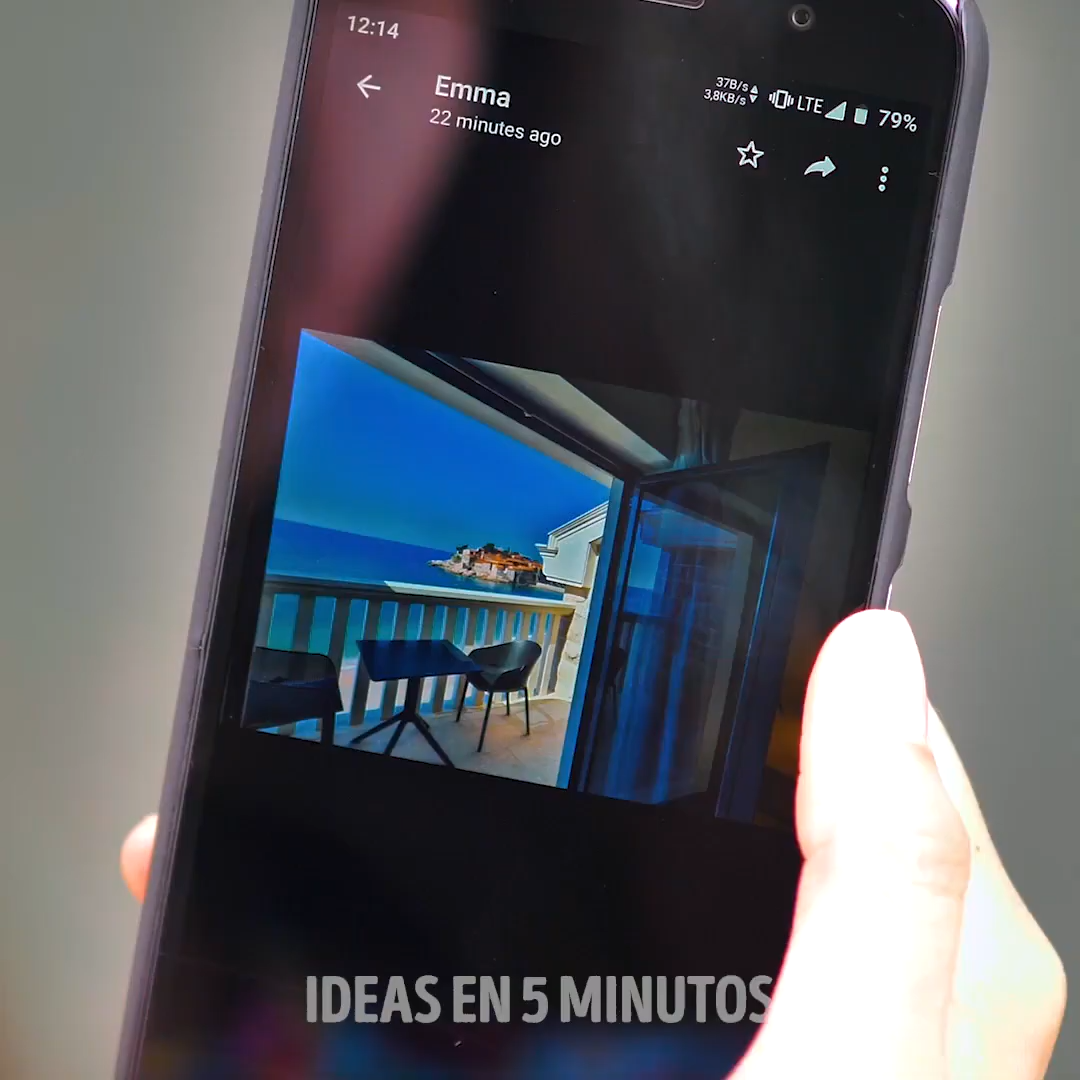 12:14
37B/s
3,8KB/s
LTE
79%
Emma
22 minutes ago
IDEAS EN 5 MINUTOS